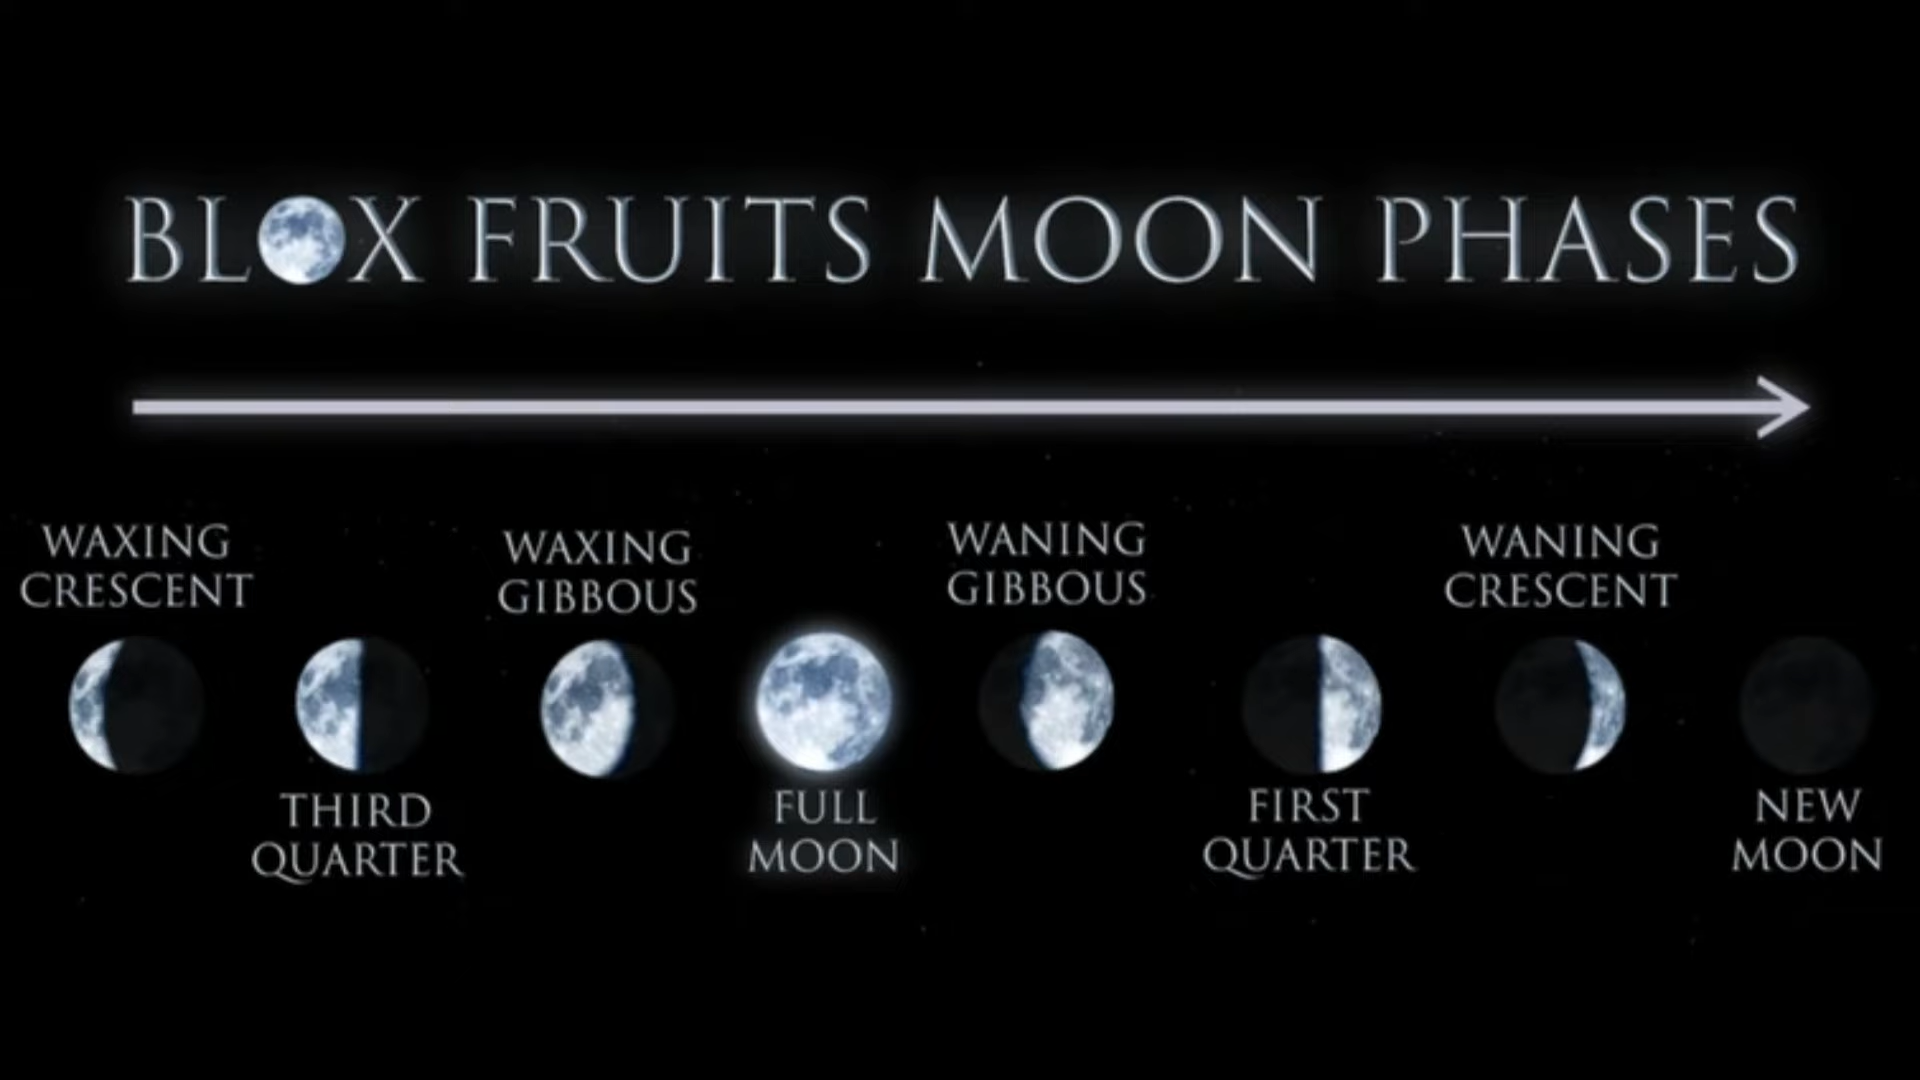 BLOX FRUITS MOON PHASES
WAXING
CRESCENT
THIRD
QUARTER
WAXING
GIBBOUS
FULL
MOON
WANING
GIBBOUS
FIRST
QUARTER
WANING
CRESCENT
NEW
MOON